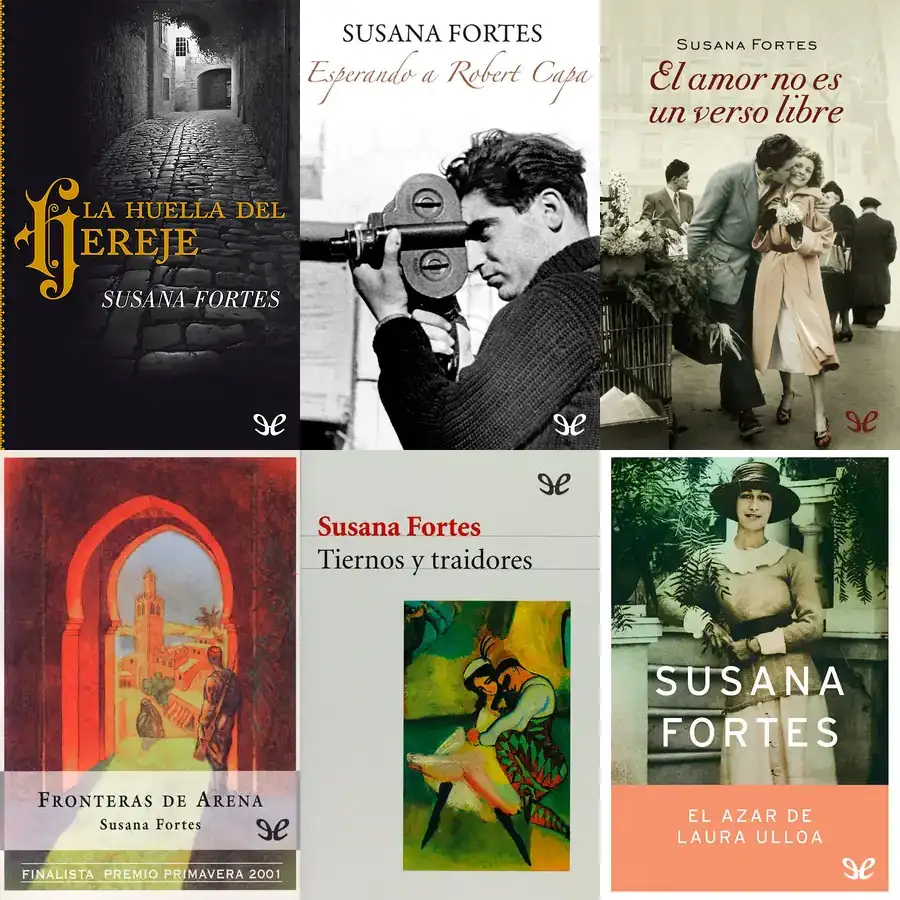 LA HUELLA DEL
HEREJE
SUSANA FORTES
SUSANA FORTES
Esperando a Robert Capa
SUSANA FORTES
El amor no es
un verso libre
FRONTERAS DE ARENA
Susana Fortes
FINALISTA PREMIO PRIMAVERA 2001
Susana Fortes
Tiernos y traidores
SUSANA
FORTES
EL AZAR DE
LAURA ULLOA